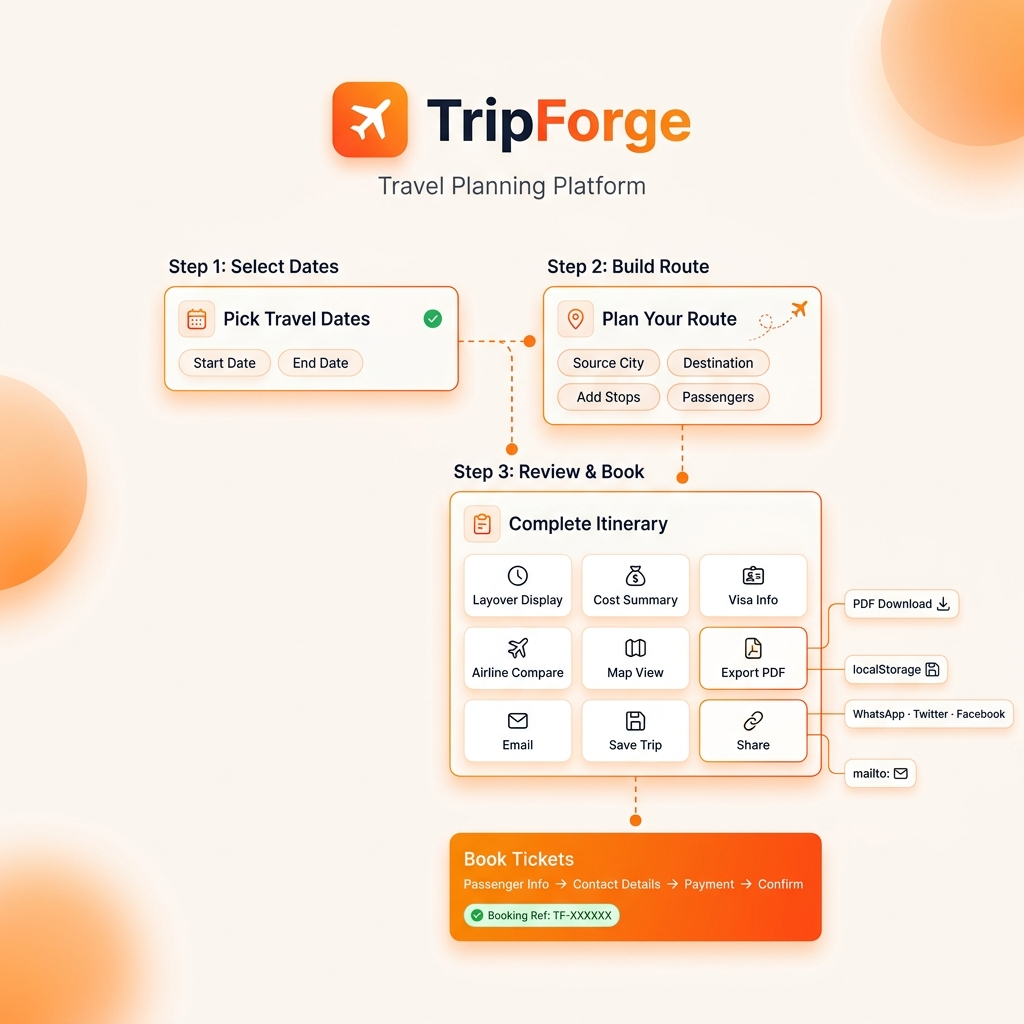 TripForge
Travel Planning Platform
Step 1: Select Dates
Pick Travel Dates
Start Date
End Date
Step 2: Build Route
Plan Your Route
Source City
Destination
Add Stops
Passengers
Step 3: Review & Book
Complete Itinerary
Layover Display
Cost Summary
Visa Info
Airline Compare
Map View
Export PDF
Email
Save Trip
Share
PDF Download
localStorage
WhatsApp · Twitter · Facebook
mailto:
Book Tickets
Passenger Info → Contact Details → Payment → Confirm
Booking Ref: TF-XXXXXX